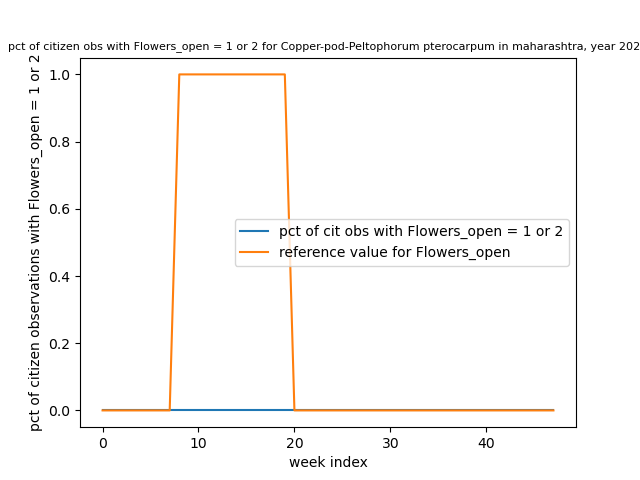 pct of citizen obs with Flowers_open = 1 or 2 for Copper-pod-Peltophorum pterocarpum in maharashtra, year 202
pct of citizen observations with Flowers_open = 1 or 2
1.0
0.8
0.6
0.4
0.2
0.0
pct of cit obs with Flowers_open = 1 or 2
reference value for Flowers_open
0 10 20 30 40
week index